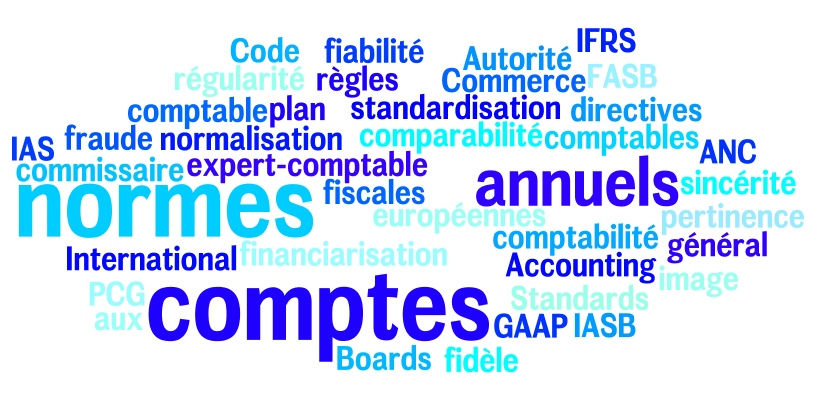 Code fiabilité Autorité IFRS
régularité règles Commerce FASB
comptable plan standardisation directives
IAS fraude normalisation comparabilité comptables ANC
commissaire expert-comptable annuels sincérité
normes fiscales européennes pertinence
International financiarisation comptabilité général
Accounting image
PCG comptes Standards
aux GAAP IASB
Boards fidèle